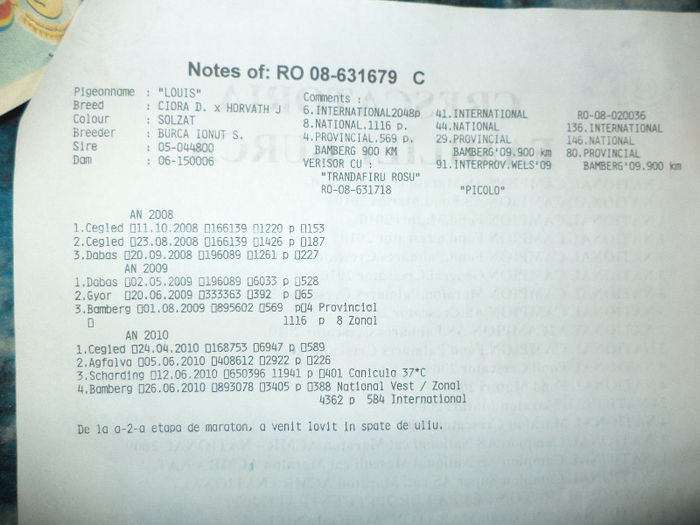 Notes of: RO 08-631679 C
Pigeonname : "LOUIS"
Breed : CIORA D. x HORVATH J
Colour : SOLZAT
Breeder : BURCA IONUT S.
Sire : 05-044800
Dam : 06-150006
Comments :
6.INTERNATIONAL2048p 41.INTERNATIONAL RO-08-020036
8.NATIONAL.1116 p. 44.NATIONAL 136.INTERNATIONAL
4.PROVINCIAL.569 p. 29.PROVINCIAL 146.NATIONAL
BAMBERG 900 KM BAMBERG'09.900 km 80.PROVINCIAL
VERISOR CU : 91.INTERPROV.WELS'09 BAMBERG'09.900 km
"TRANDAFIRU ROSU" "PICOLO"
RO-08-631718
AN 2008
1.Cegled □11.10.2008 □166139 □1220 p □153
2.Cegled □23.08.2008 □166139 □1426 p □187
3.Dabas □20.09.2008 □196089 □1261 p □227
AN 2009
1.Dabas □02.05.2009 □196089 □6033 p □528
2.Gyor □20.06.2009 □333363 □392 p □65
3.Bamberg □01.08.2009 □895602 □569 p□4 Provincial
□ 1116 p 8 Zonal
AN 2010
1.Cegled □24.04.2010 □168753 □6947 p □589
2.Agfalva □05.06.2010 □408612 □2922 p □226
3.Scharding □12.06.2010 □650396 11941 p □401 Canicula 37*C
4.Bamberg □26.06.2010 □893078 □3405 p □388 National Vest / Zonal
4362 p 584 International
De la a-2-a etapa de maraton, a venit lovit in spate de uliu.